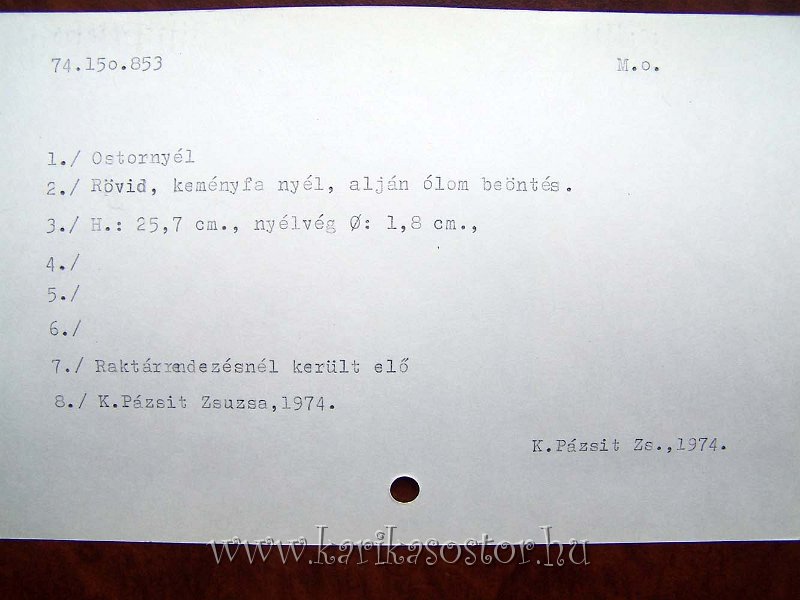 74.15o.853 M.o.
1./ Ostornyél
2./ Rövid, keményfa nyél, alján ólom beöntés.
3./ H.: 25,7 cm., nyélvég Ø: 1,8 cm.,
4./
5./
6./
7./ Raktárrendezésnél került elő
8./ K.Pázsit Zsuzsa,1974.
K.Pázsit Zs.,1974.
www.karikasostor.hu